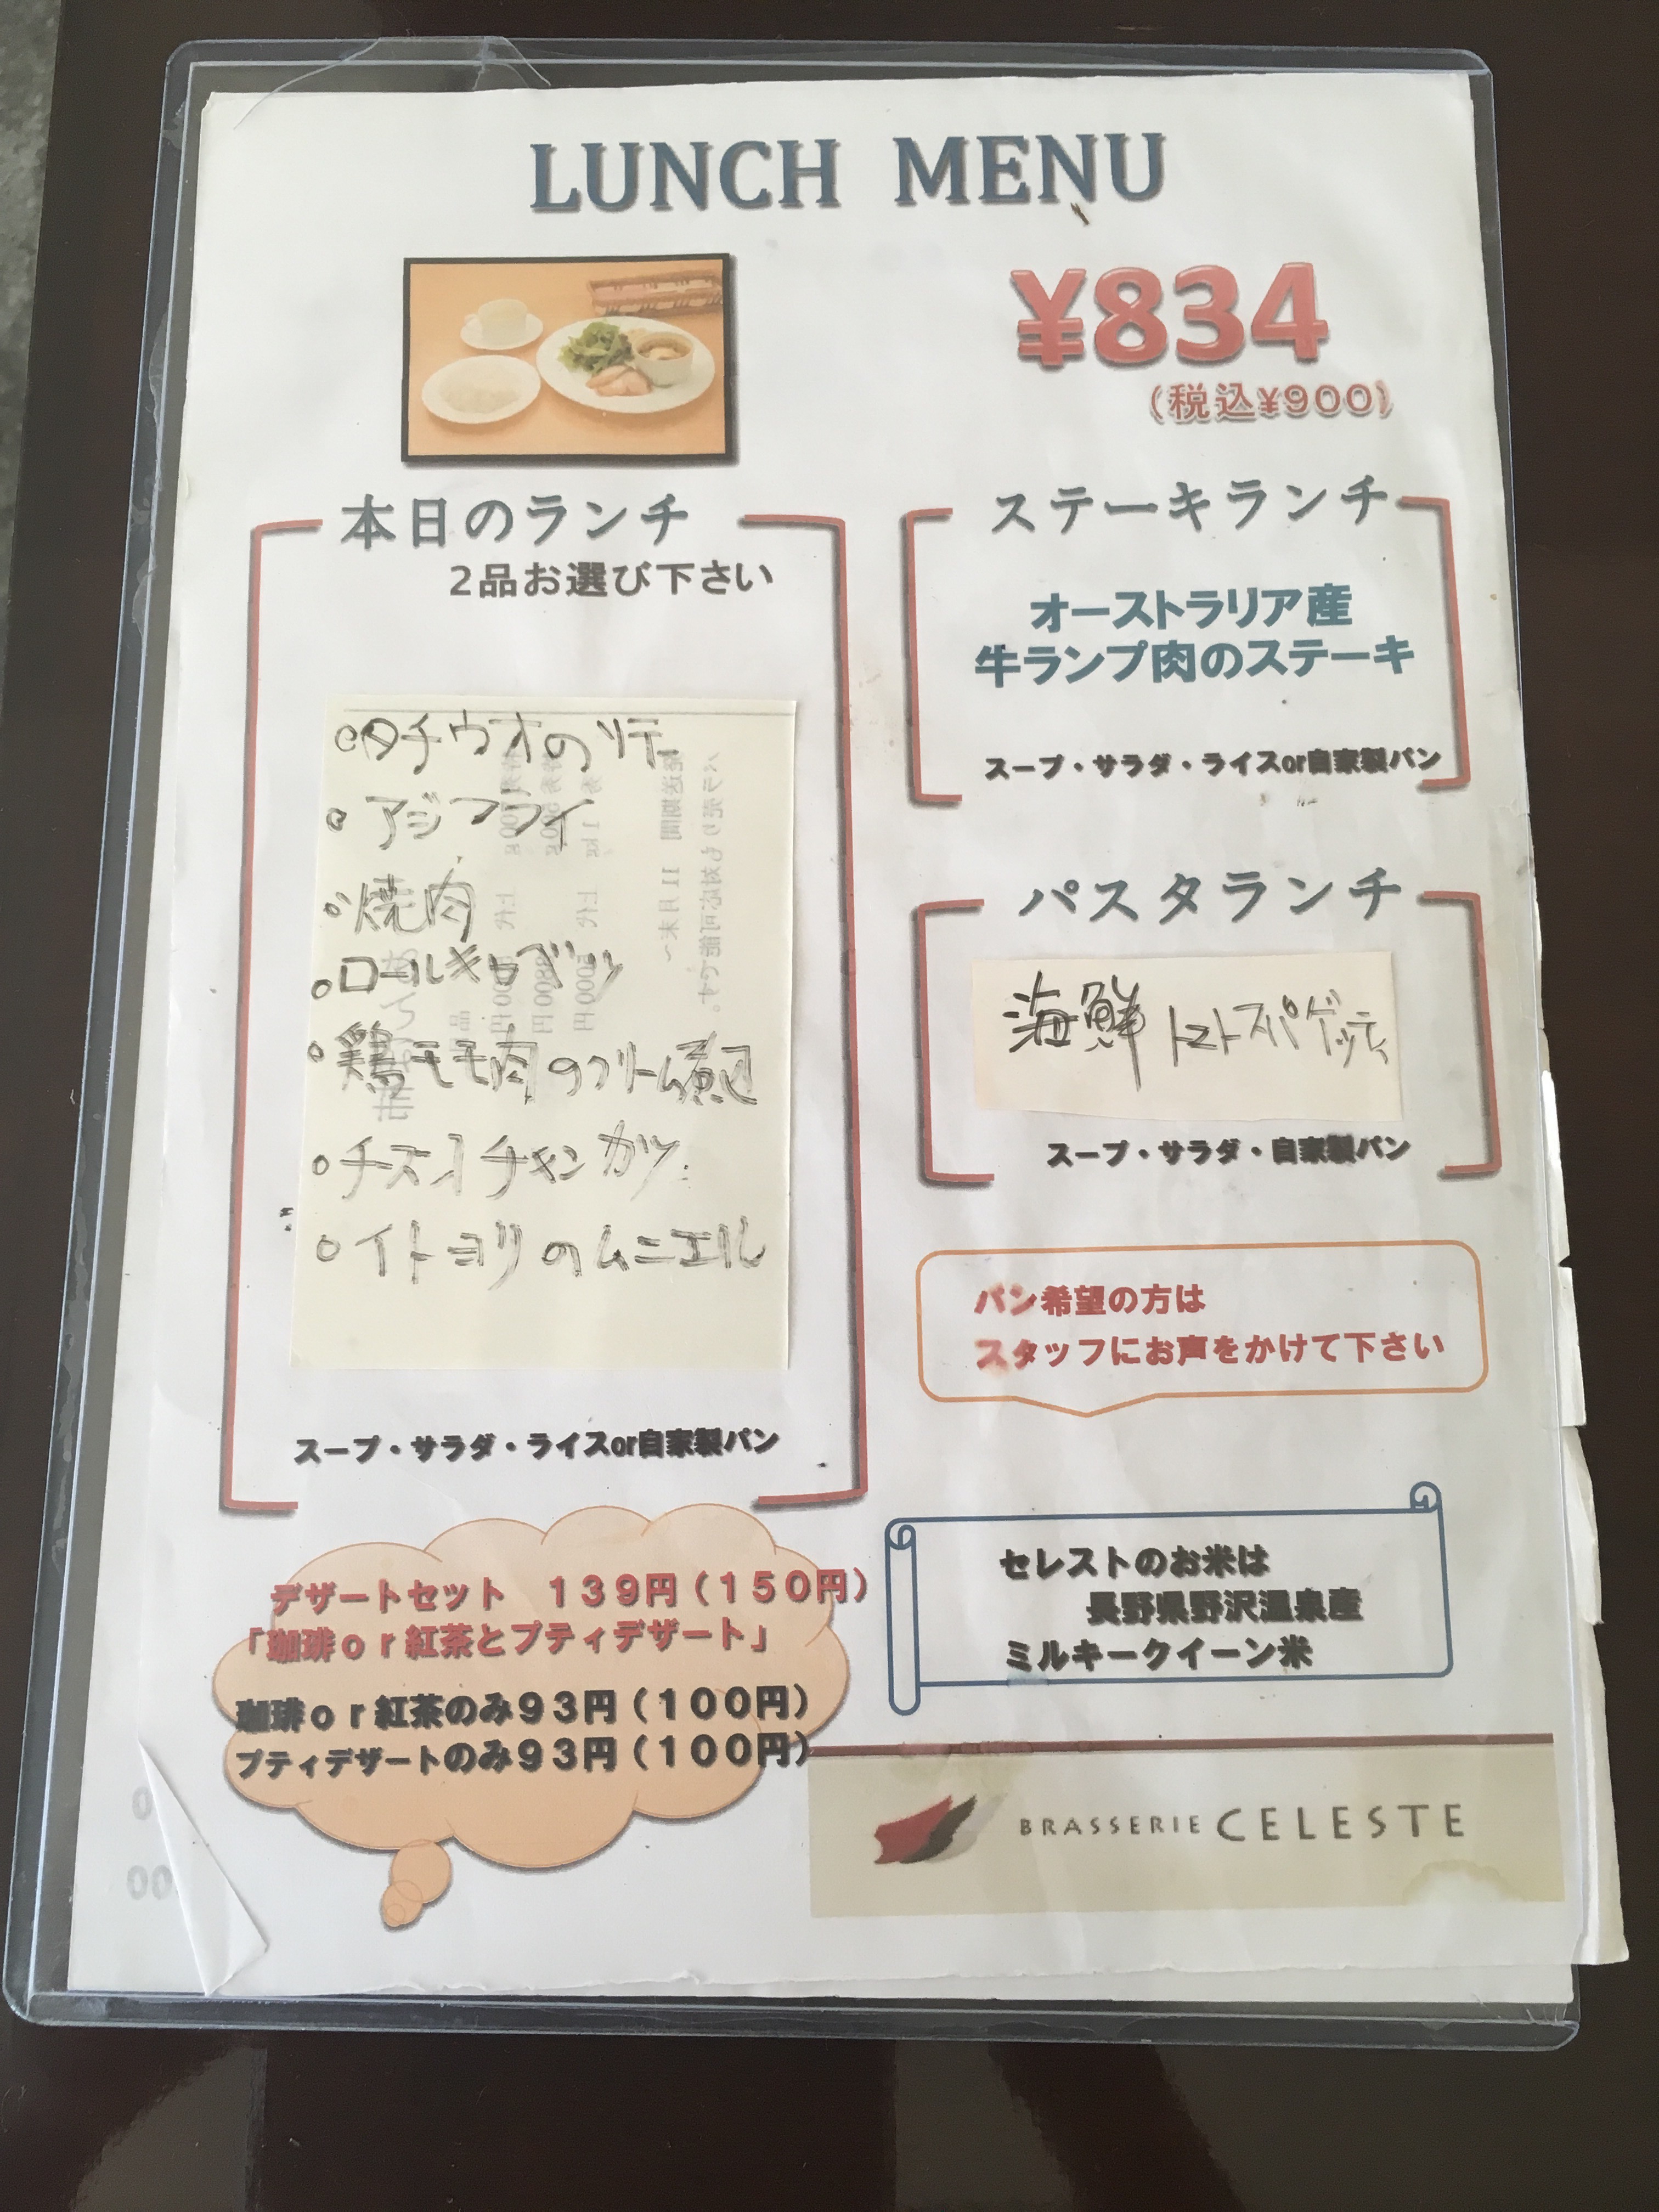 LUNCH MENU
¥834
(税込¥900)
本日のランチ
2品お選び下さい
タチウオのソテー
アジフライ
焼肉
ロールキャベツ
鶏モモ肉のクリーム煮込
チーズinチキンカツ
イトヨリのムニエル
スープ・サラダ・ライスor自家製パン
ステーキランチ
オーストラリア産
牛ランプ肉のステーキ
スープ・サラダ・ライスor自家製パン
パスタランチ
海鮮トマトスパゲッティ
スープ・サラダ・自家製パン
パン希望の方は
スタッフにお声をかけて下さい
デザートセット 139円(150円)
「珈琲or紅茶とプティデザート」
珈琲or紅茶のみ93円(100円)
プティデザートのみ93円(100円)
セレストのお米は
長野県野沢温泉産
ミルキークイーン米
BRASSERIE CELESTE